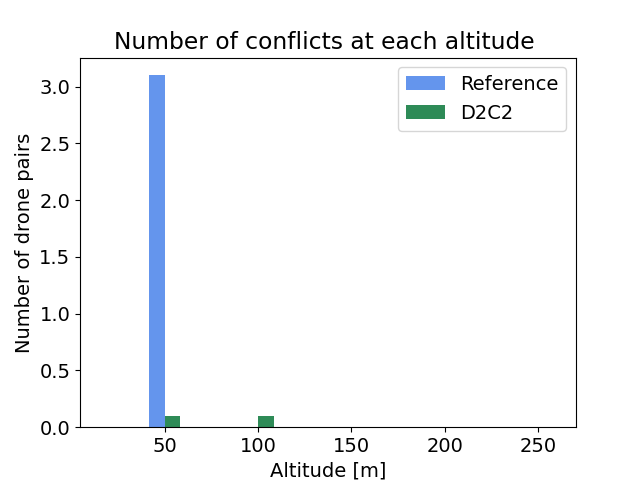 Number of conflicts at each altitude
Reference
D2C2
Number of drone pairs
3.0
2.5
2.0
1.5
1.0
0.5
0.0
50
100
150
200
250
Altitude [m]